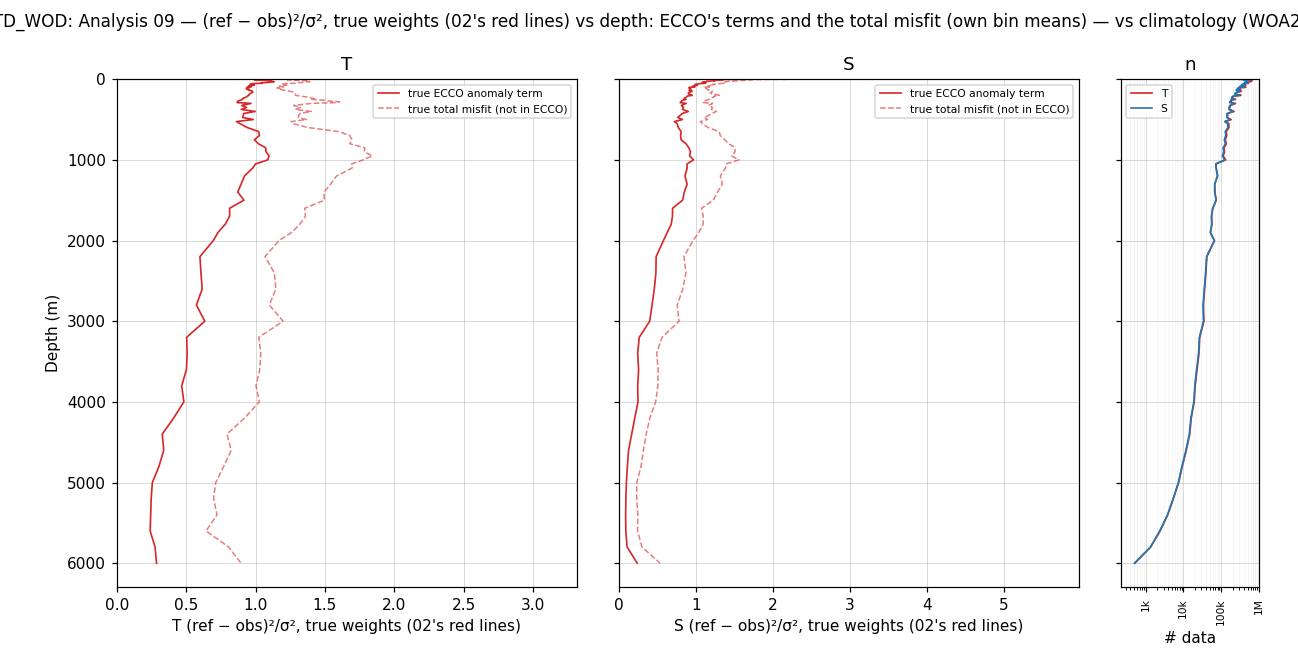 TD_WOD: Analysis 09 — (ref − obs)²/σ², true weights (02's red lines) vs depth: ECCO's terms and the total misfit (own bin means) — vs climatology (WOA2
T
S
n
true ECCO anomaly term
true total misfit (not in ECCO)
true ECCO anomaly term
true total misfit (not in ECCO)
T
S
0
1000
2000
3000
4000
5000
6000
Depth (m)
0.0 0.5 1.0 1.5 2.0 2.5 3.0
0 1 2 3 4 5
1k 10k 100k 1M
T (ref − obs)²/σ², true weights (02's red lines)
S (ref − obs)²/σ², true weights (02's red lines)
# data